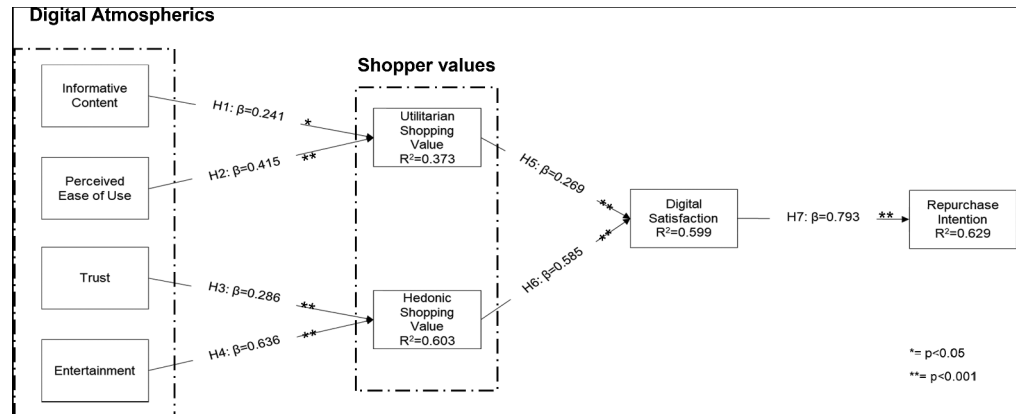 Digital Atmospherics
Shopper values
Informative
Content
H1: β=0.241
*
Utilitarian
Shopping
Value
R²=0.373
Perceived
Ease of Use
H2: β=0.415
**
H5: β=0.269
**
Digital
Satisfaction
R²=0.599
H7: β=0.793
**
Repurchase
Intention
R²=0.629
Trust
H3: β=0.286
**
Hedonic
Shopping
Value
R²=0.603
H6: β=0.585
**
Entertainment
H4: β=0.636
**
*= p<0.05
**= p<0.001